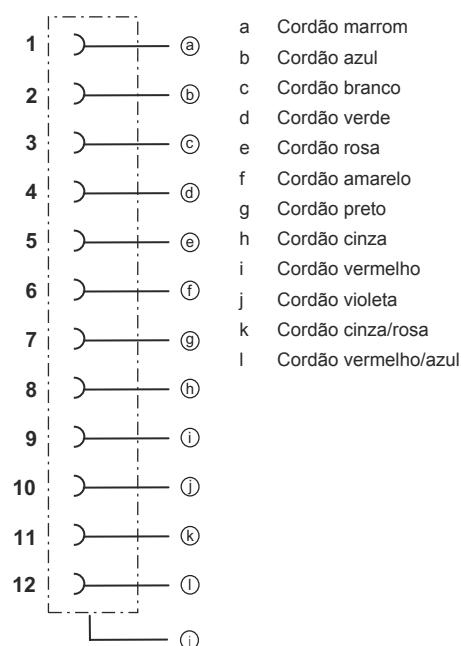 1 a
2 b
3 c
4 d
5 e
6 f
7 g
8 h
9 i
10 j
11 k
12 l
a Cordão marrom
b Cordão azul
c Cordão branco
d Cordão verde
e Cordão rosa
f Cordão amarelo
g Cordão preto
h Cordão cinza
i Cordão vermelho
j Cordão violeta
k Cordão cinza/rosa
l Cordão vermelho/azul